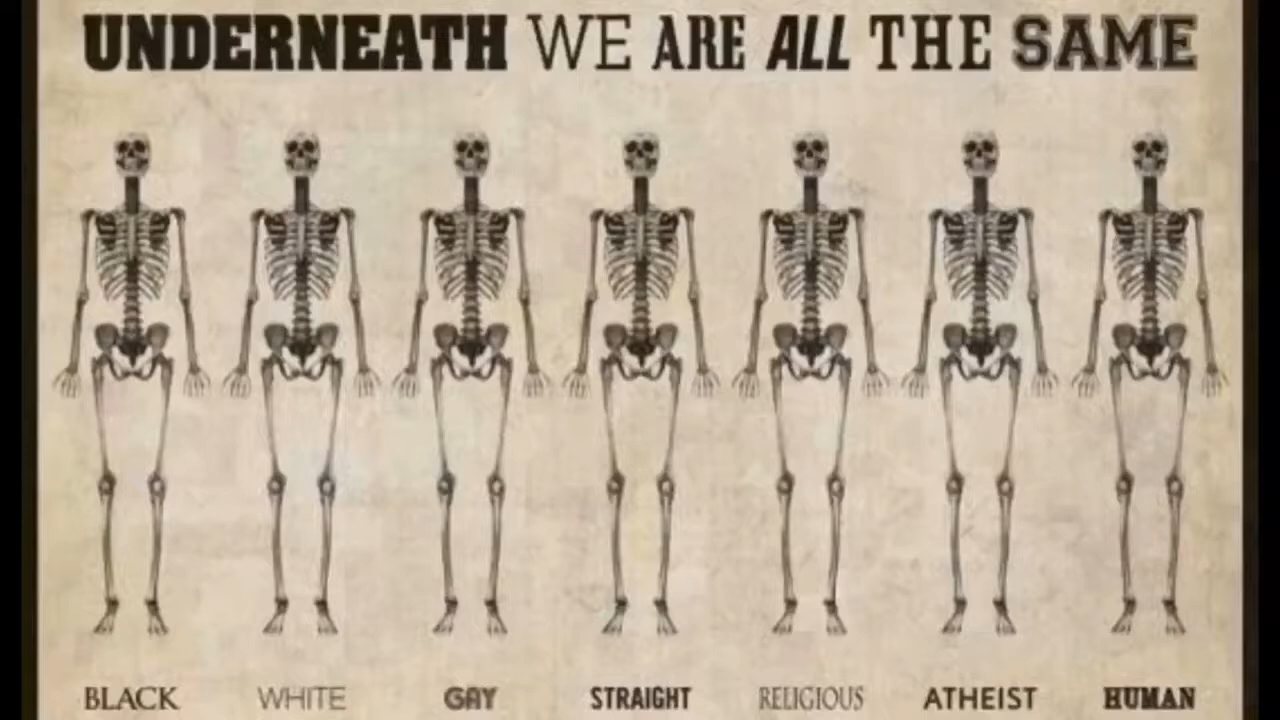 UNDERNEATH WE ARE ALL THE SAME
BLACK WHITE GAY STRAIGHT RELIGIOUS ATHEIST HUMAN